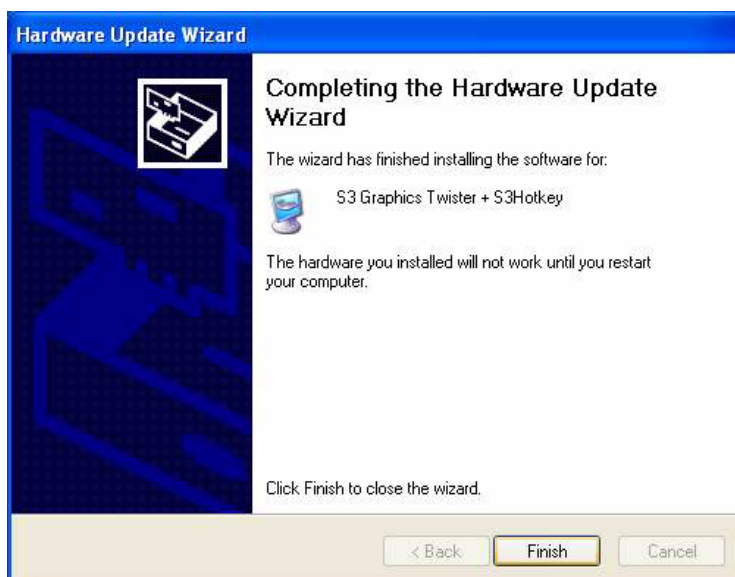 Hardware Update Wizard
Completing the Hardware Update
Wizard
The wizard has finished installing the software for:
S3 Graphics Twister + S3Hotkey
The hardware you installed will not work until you restart
your computer.
Click Finish to close the wizard.
< Back Finish Cancel